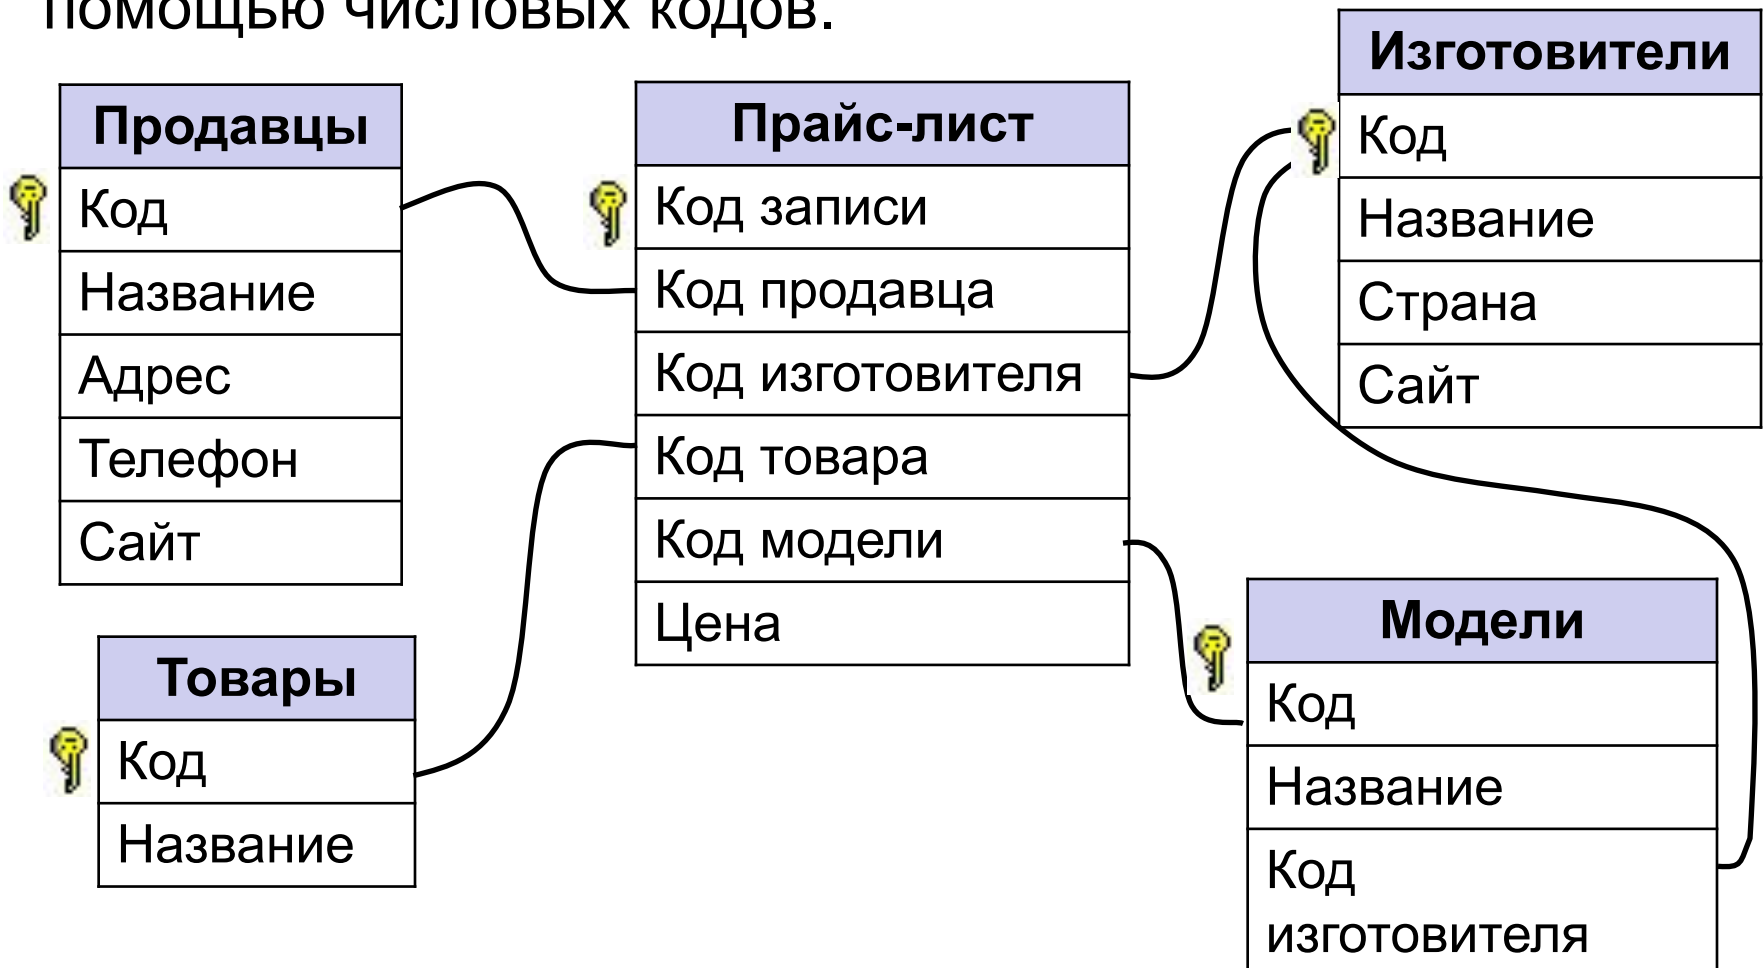 помощью числовых кодов.
Продавцы
Код
Название
Адрес
Телефон
Сайт
Товары
Код
Название
Прайс-лист
Код записи
Код продавца
Код изготовителя
Код товара
Код модели
Цена
Изготовители
Код
Название
Страна
Сайт
Модели
Код
Название
Код
изготовителя